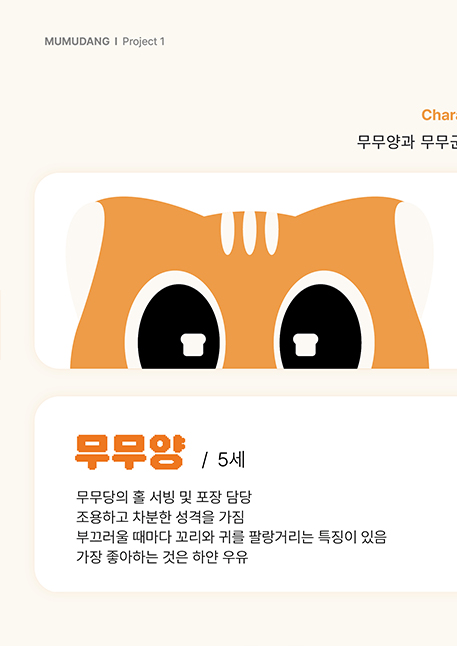 MUMUDANG | Project 1
Chara
무무양과 무무
무무양 / 5세
무무당의 홀 서빙 및 포장 담당
조용하고 차분한 성격을 가짐
부끄러울 때마다 꼬리와 귀를 팔랑거리는 특징이 있음
가장 좋아하는 것은 하얀 우유